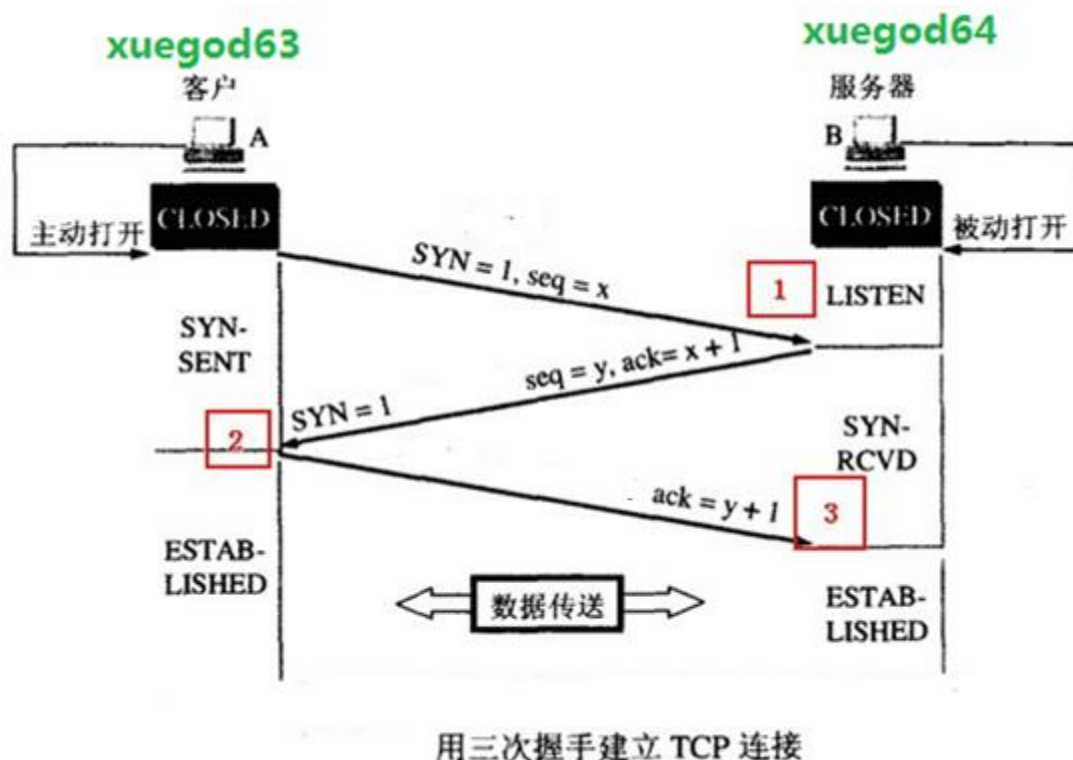 xuegod63
xuegod64
客户
服务器
A
B
CLOSED
CLOSED
主动打开
被动打开
SYN = 1, seq = x
1
LISTEN
SYN-
SENT
seq = y, ack= x + 1
SYN = 1
2
SYN-
RCVD
ack = y + 1
3
ESTAB-
LISHED
数据传送
ESTAB-
LISHED
用三次握手建立 TCP 连接